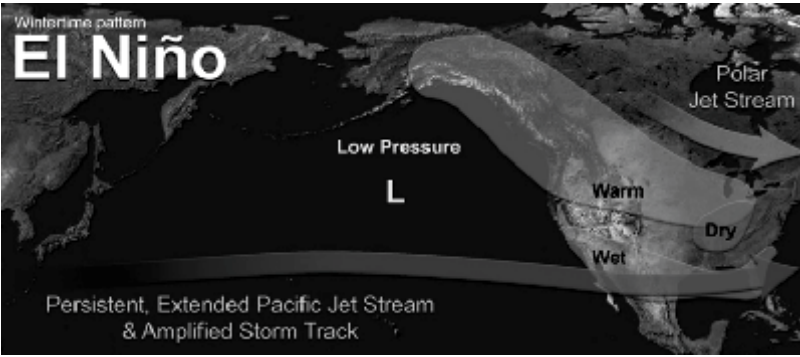 Wintertime pattern
El Niño
Polar
Jet Stream
Low Pressure
L
Warm
Dry
Wet
Persistent, Extended Pacific Jet Stream
& Amplified Storm Track